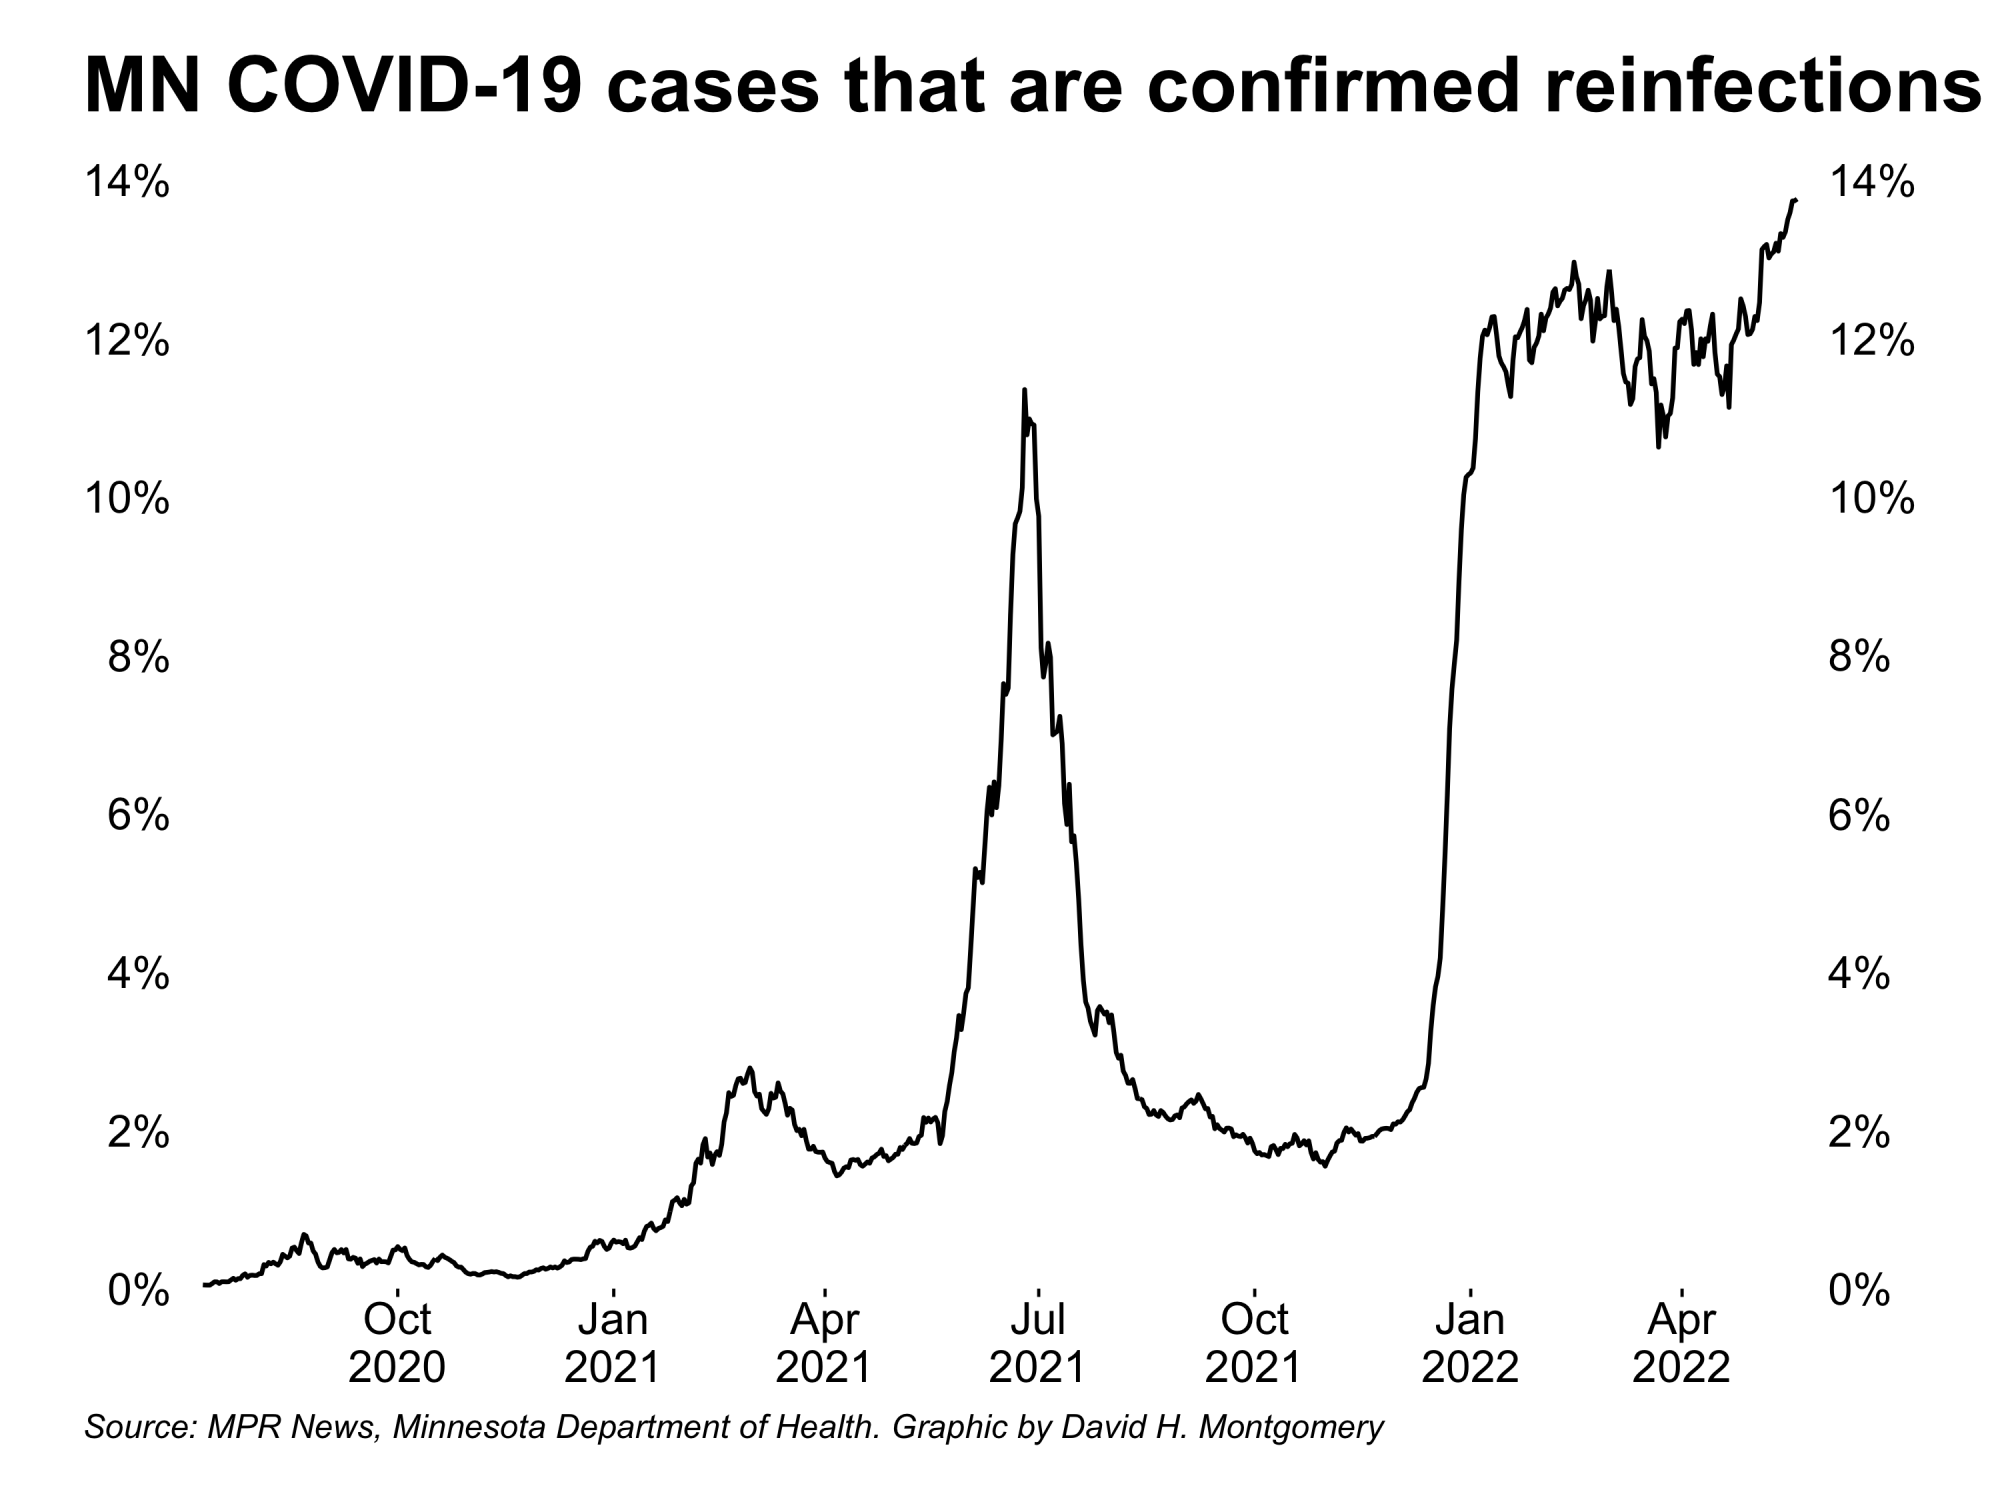 MN COVID-19 cases that are confirmed reinfections
14% 14%
12% 12%
10% 10%
8% 8%
6% 6%
4% 4%
2% 2%
0% 0%
Oct Jan Apr Jul Oct Jan Apr
2020 2021 2021 2021 2021 2022 2022
Source: MPR News, Minnesota Department of Health. Graphic by David H. Montgomery